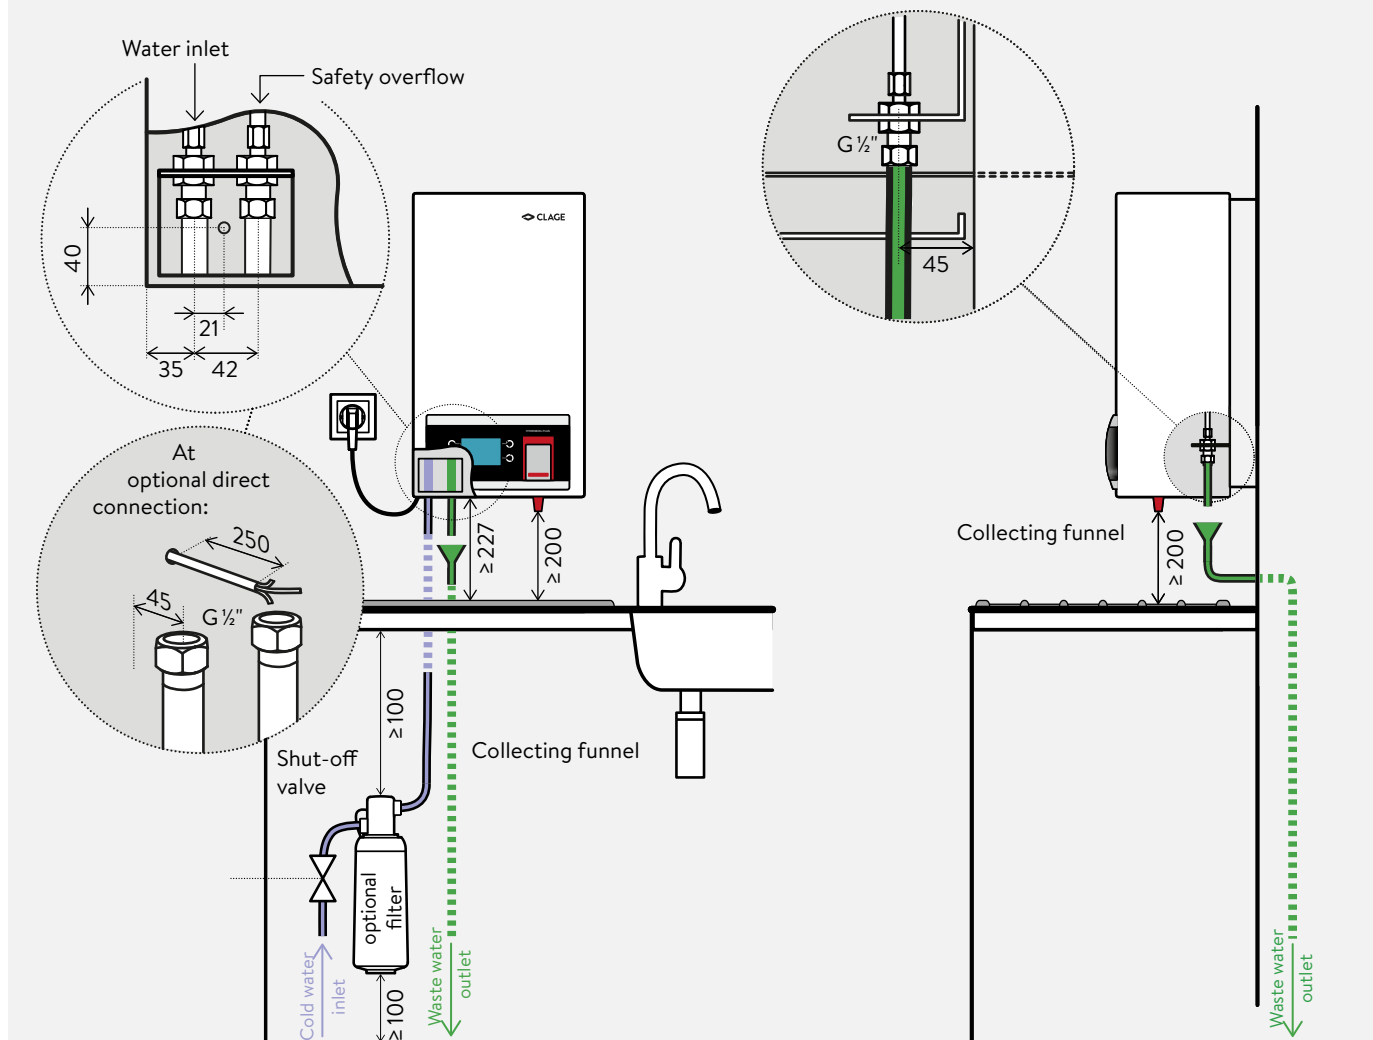 Water inlet
Safety overflow
40
21
35
42
CLAGE
G ½"
45
At
optional direct
connection:
250
45
G ½"
≥ 227
≥ 200
Collecting funnel
≥ 200
≥100
Shut-off
valve
Collecting funnel
optional
filter
Cold water
inlet
≥100
Waste water
outlet
Waste water
outlet